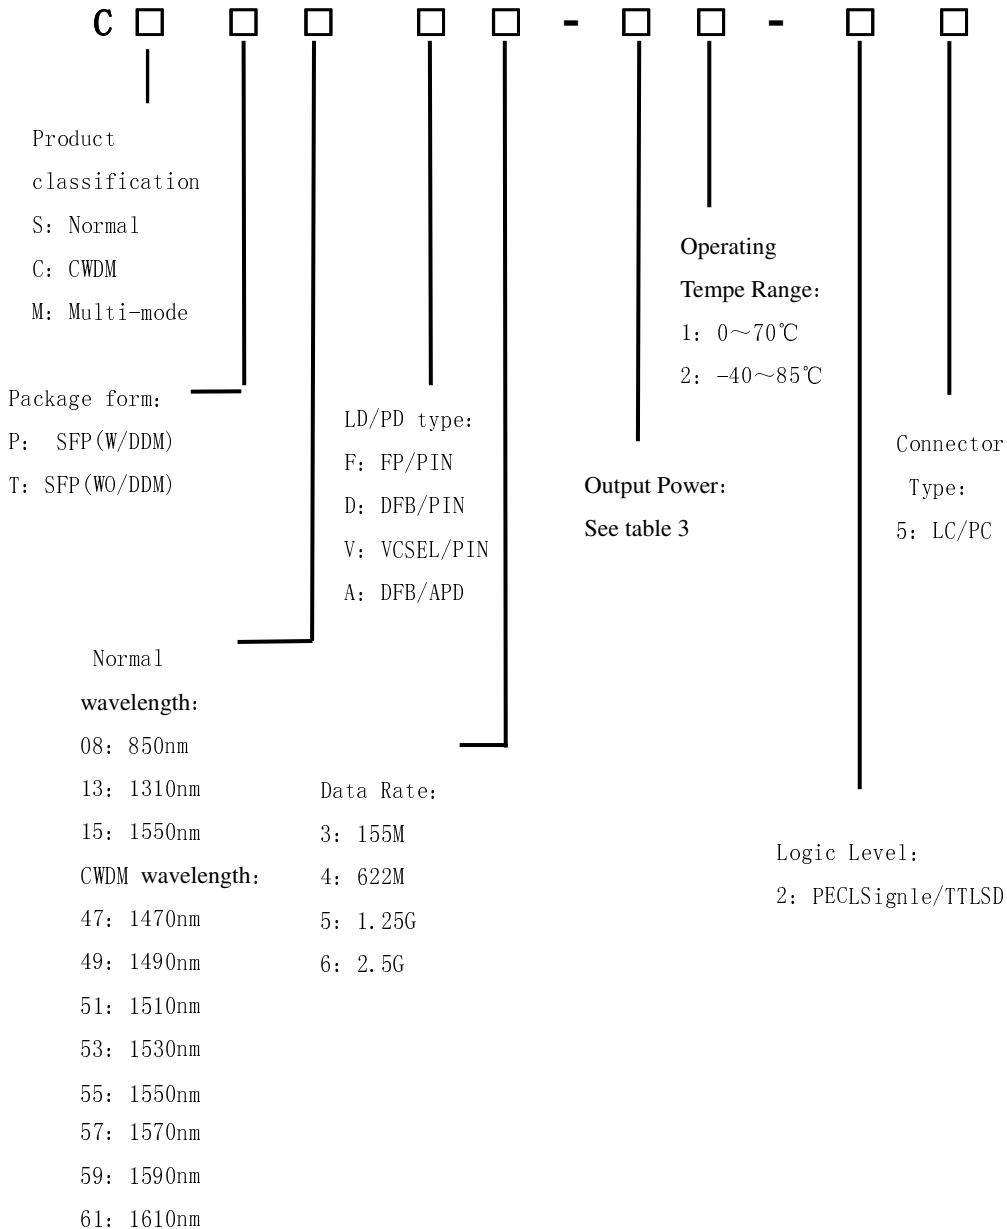 C □ □ □ □ □ - □ □ - □ □
Product
classification
S: Normal
C: CWDM
M: Multi-mode
Package form:
P: SFP(W/DDM)
T: SFP(WO/DDM)
Normal
wavelength:
08: 850nm
13: 1310nm
15: 1550nm
CWDM wavelength:
47: 1470nm
49: 1490nm
51: 1510nm
53: 1530nm
55: 1550nm
57: 1570nm
59: 1590nm
61: 1610nm
LD/PD type:
F: FP/PIN
D: DFB/PIN
V: VCSEL/PIN
A: DFB/APD
Data Rate:
3: 155M
4: 622M
5: 1.25G
6: 2.5G
Output Power:
See table 3
Operating
Tempe Range:
1: 0～70℃
2: -40～85℃
Logic Level:
2: PECLSignle/TTLSD
Connector
Type:
5: LC/PC